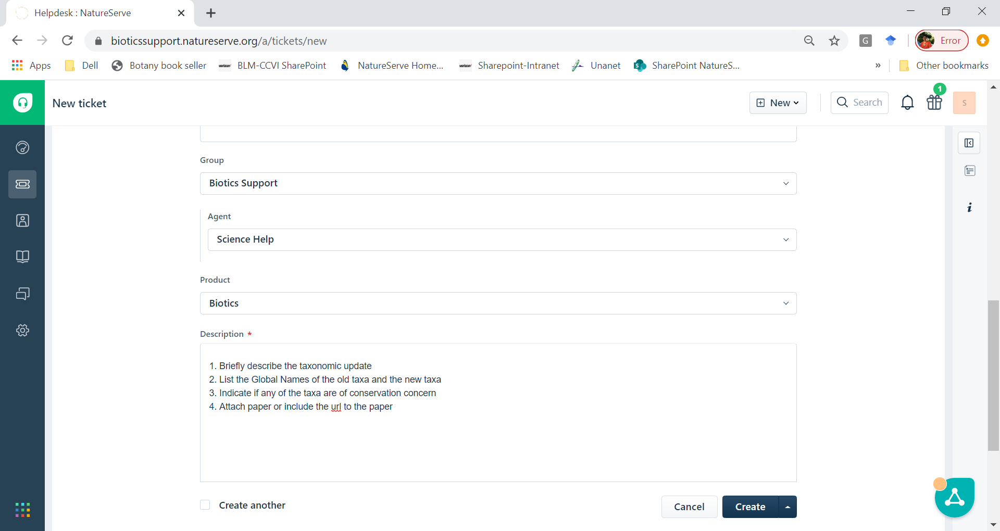 Helpdesk : NatureServe
bioticssupport.natureserve.org/a/tickets/new
G
Error
Apps
Dell
Botany book seller
verizon
BLM-CCVI SharePoint
NatureServe Home...
verizon
Sharepoint-Intranet
Unanet
S
SharePoint NatureS...
»
Other bookmarks
New ticket
New
Search
1
S
Group
Biotics Support
Agent
Science Help
Product
Biotics
Description *
1. Briefly describe the taxonomic update
2. List the Global Names of the old taxa and the new taxa
3. Indicate if any of the taxa are of conservation concern
4. Attach paper or include the url to the paper
Create another
Cancel
Create